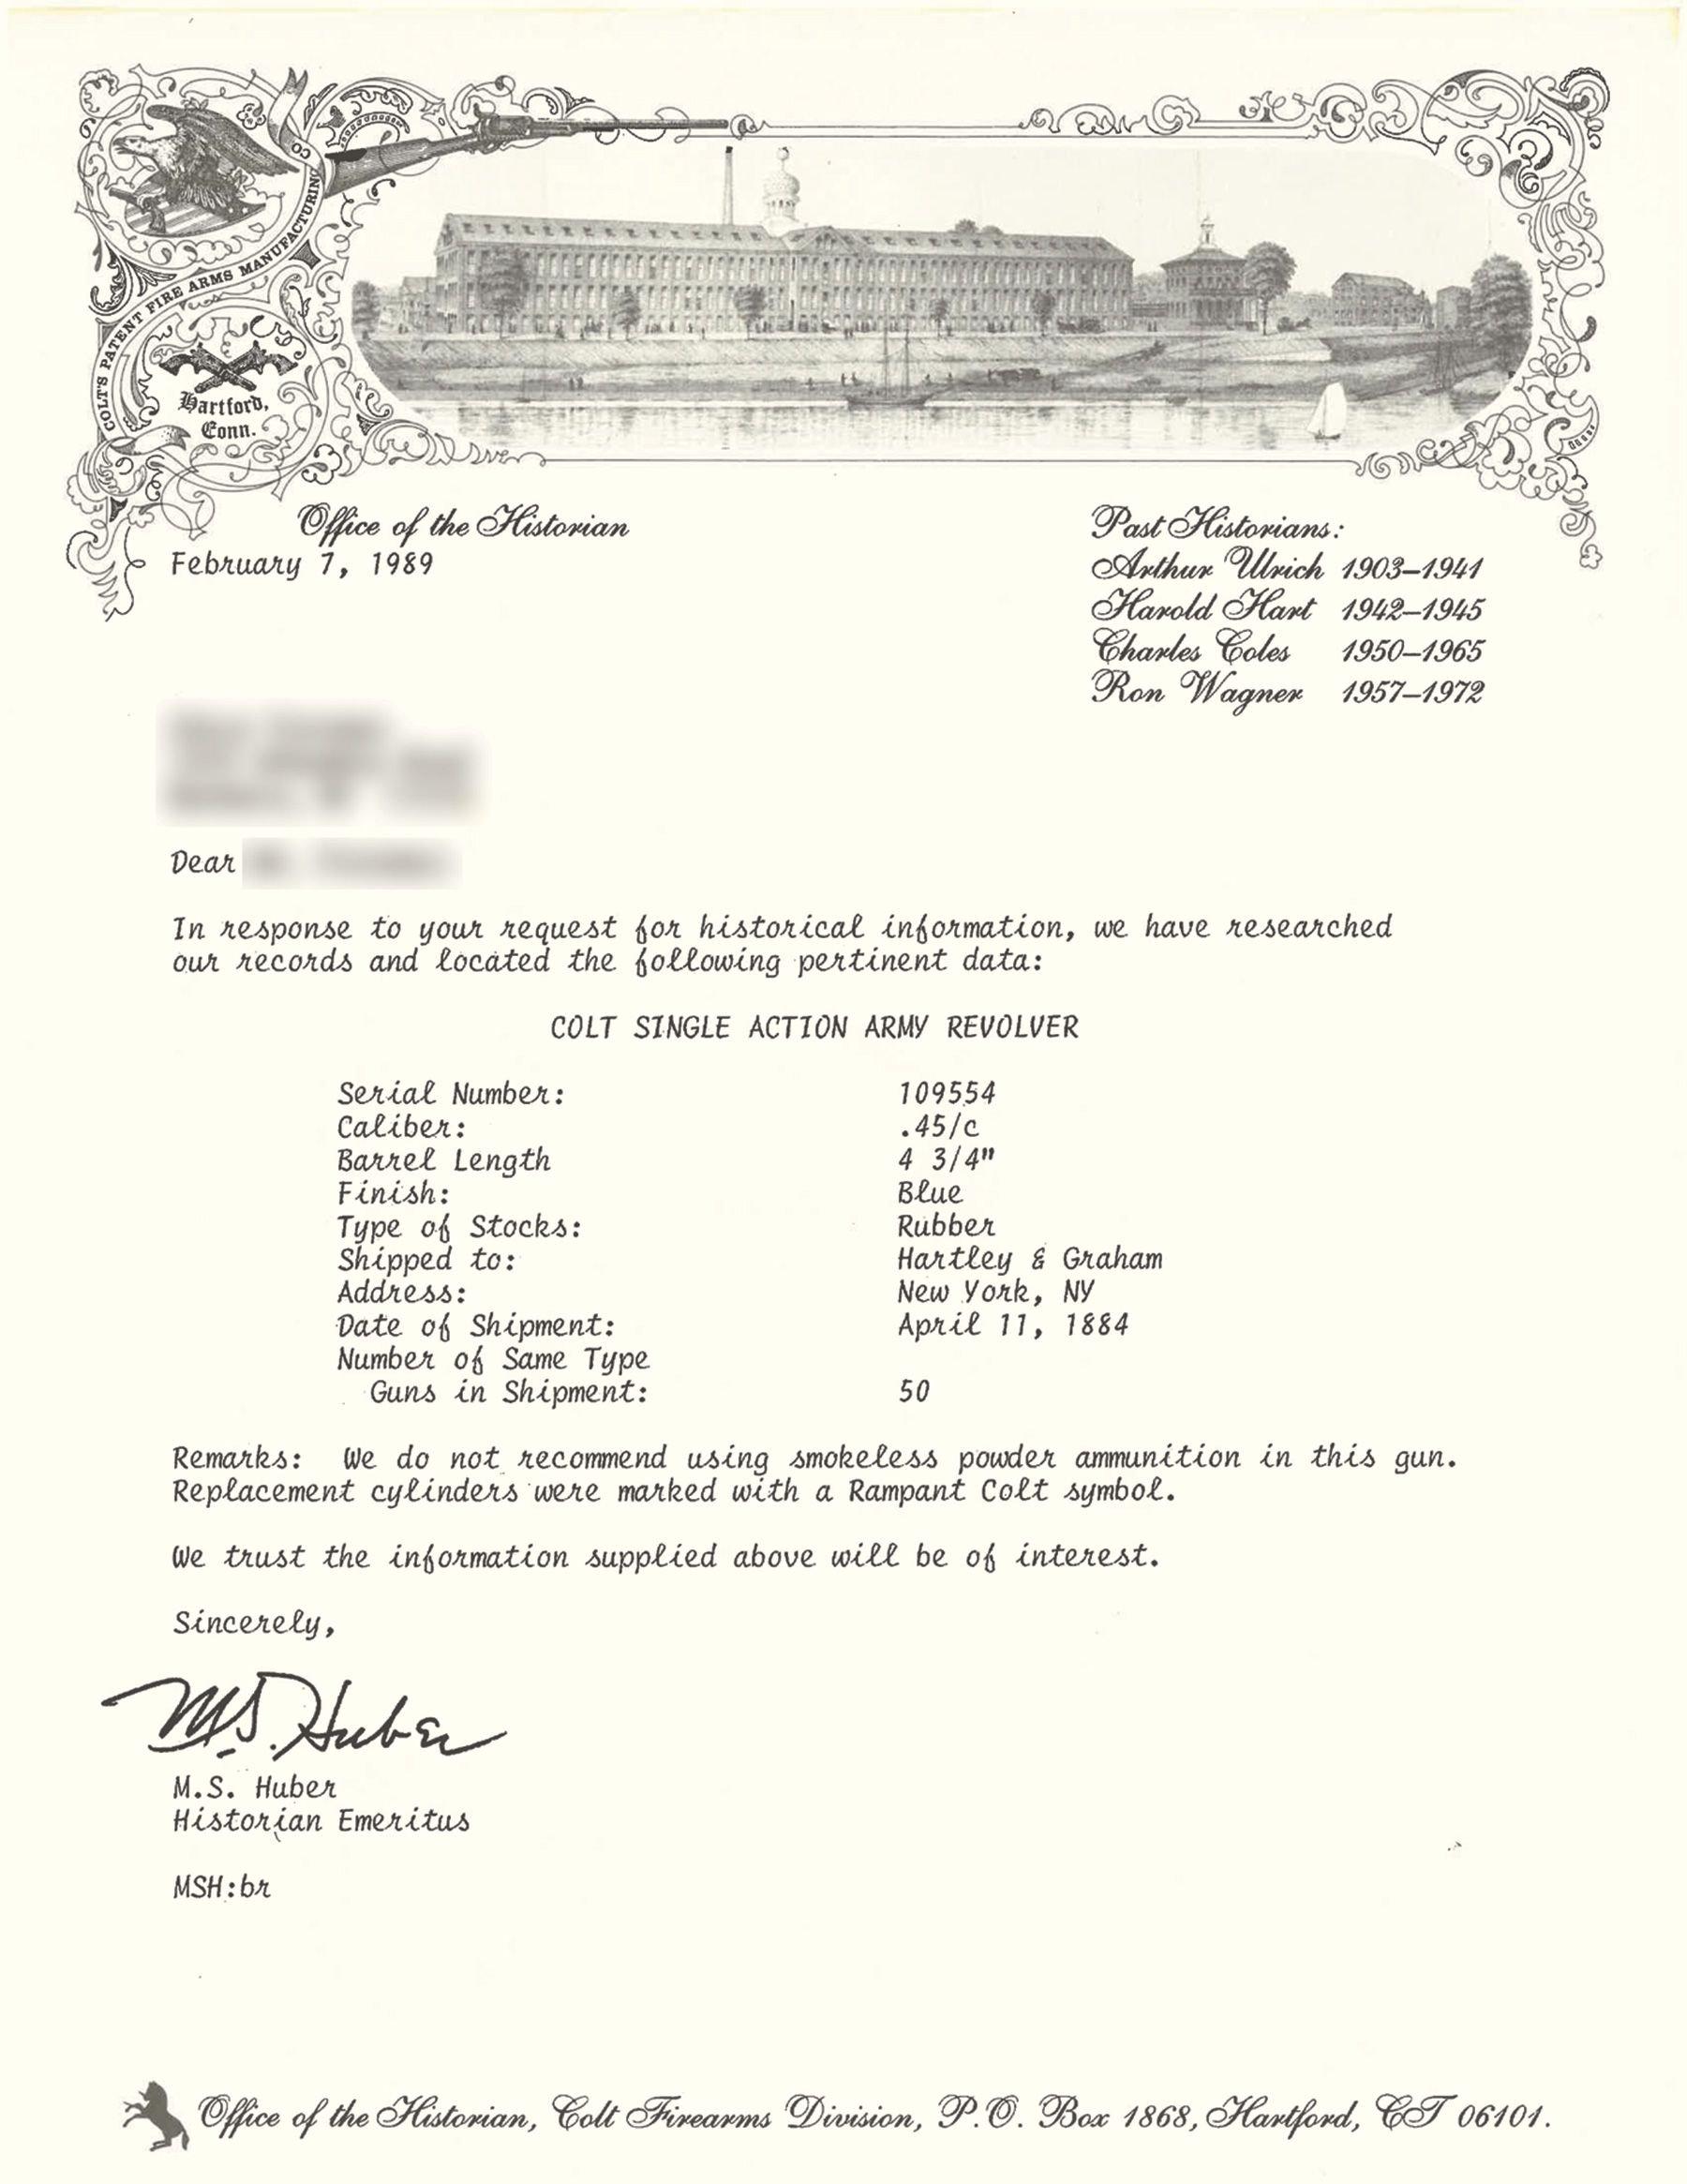 COLT'S PATENT FIRE ARMS MANUFACTURING CO
Hartford,
Conn.
Office of the Historian
February 7, 1989
Past Historians:
Arthur Ulrich 1903–1941
Harold Hart 1942–1945
Charles Coles 1950–1965
Ron Wagner 1957–1972
Dear
In response to your request for historical information, we have researched
our records and located the following pertinent data:
COLT SINGLE ACTION ARMY REVOLVER
Serial Number: 109554
Caliber: .45/c
Barrel Length 4 3/4"
Finish: Blue
Type of Stocks: Rubber
Shipped to: Hartley & Graham
Address: New York, NY
Date of Shipment: April 11, 1884
Number of Same Type
Guns in Shipment: 50
Remarks: We do not recommend using smokeless powder ammunition in this gun.
Replacement cylinders were marked with a Rampant Colt symbol.
We trust the information supplied above will be of interest.
Sincerely,
M.S. Huber
M.S. Huber
Historian Emeritus
MSH:br
Office of the Historian, Colt Firearms Division, P.O. Box 1868, Hartford, CT 06101.